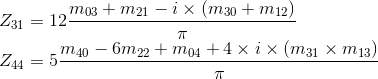 Z_{31} = 12\frac{m_{03} + m_{21} - i \times (m_{30} + m_{12})}{\pi}
Z_{44} = 5\frac{m_{40} - 6m_{22} + m_{04} + 4 \times i \times (m_{31} \times m_{13})}{\pi}